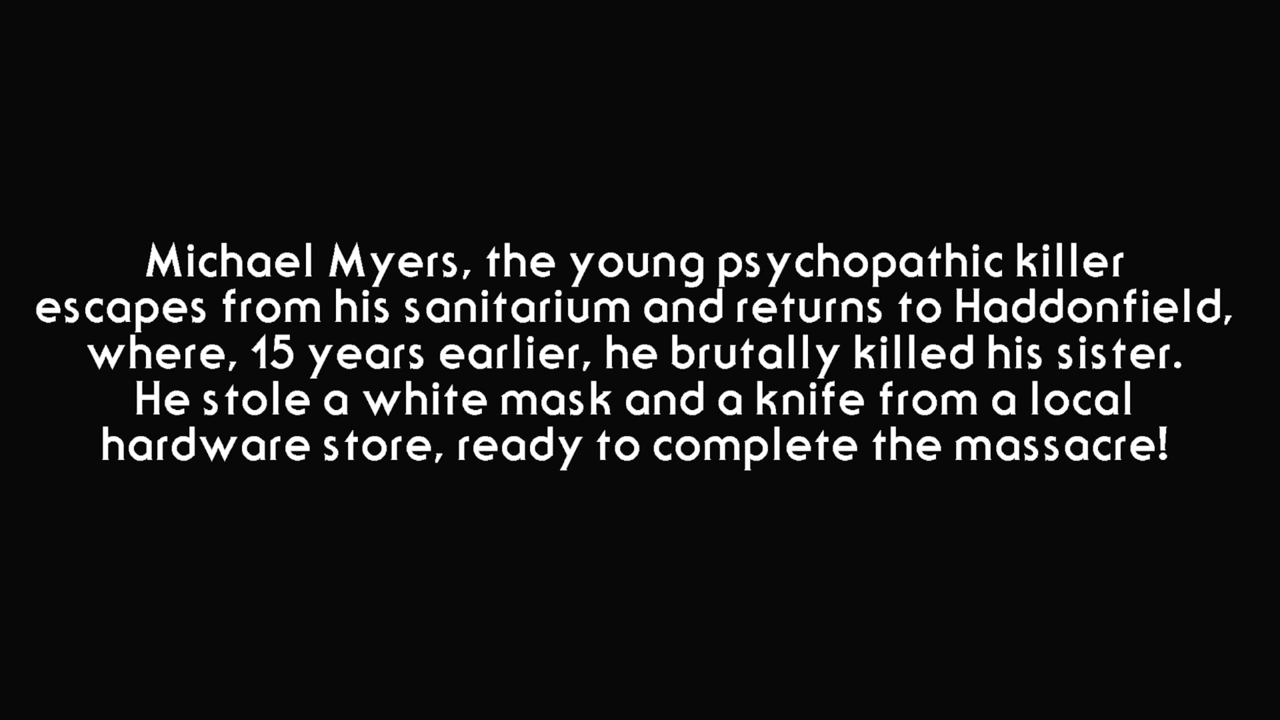 Michael Myers, the young psychopathic killer
escapes from his sanitarium and returns to Haddonfield,
where, 15 years earlier, he brutally killed his sister.
He stole a white mask and a knife from a local
hardware store, ready to complete the massacre!